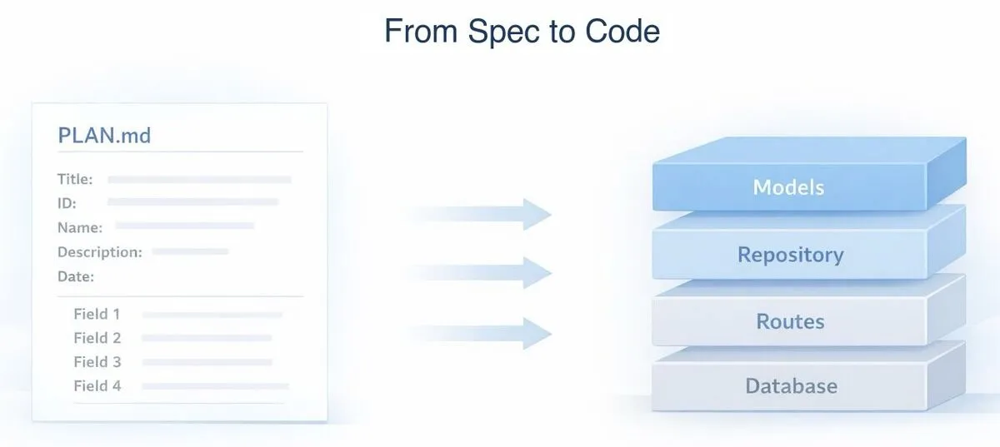 From Spec to Code
PLAN.md
Title:
ID:
Name:
Description:
Date:
Field 1
Field 2
Field 3
Field 4
Models
Repository
Routes
Database